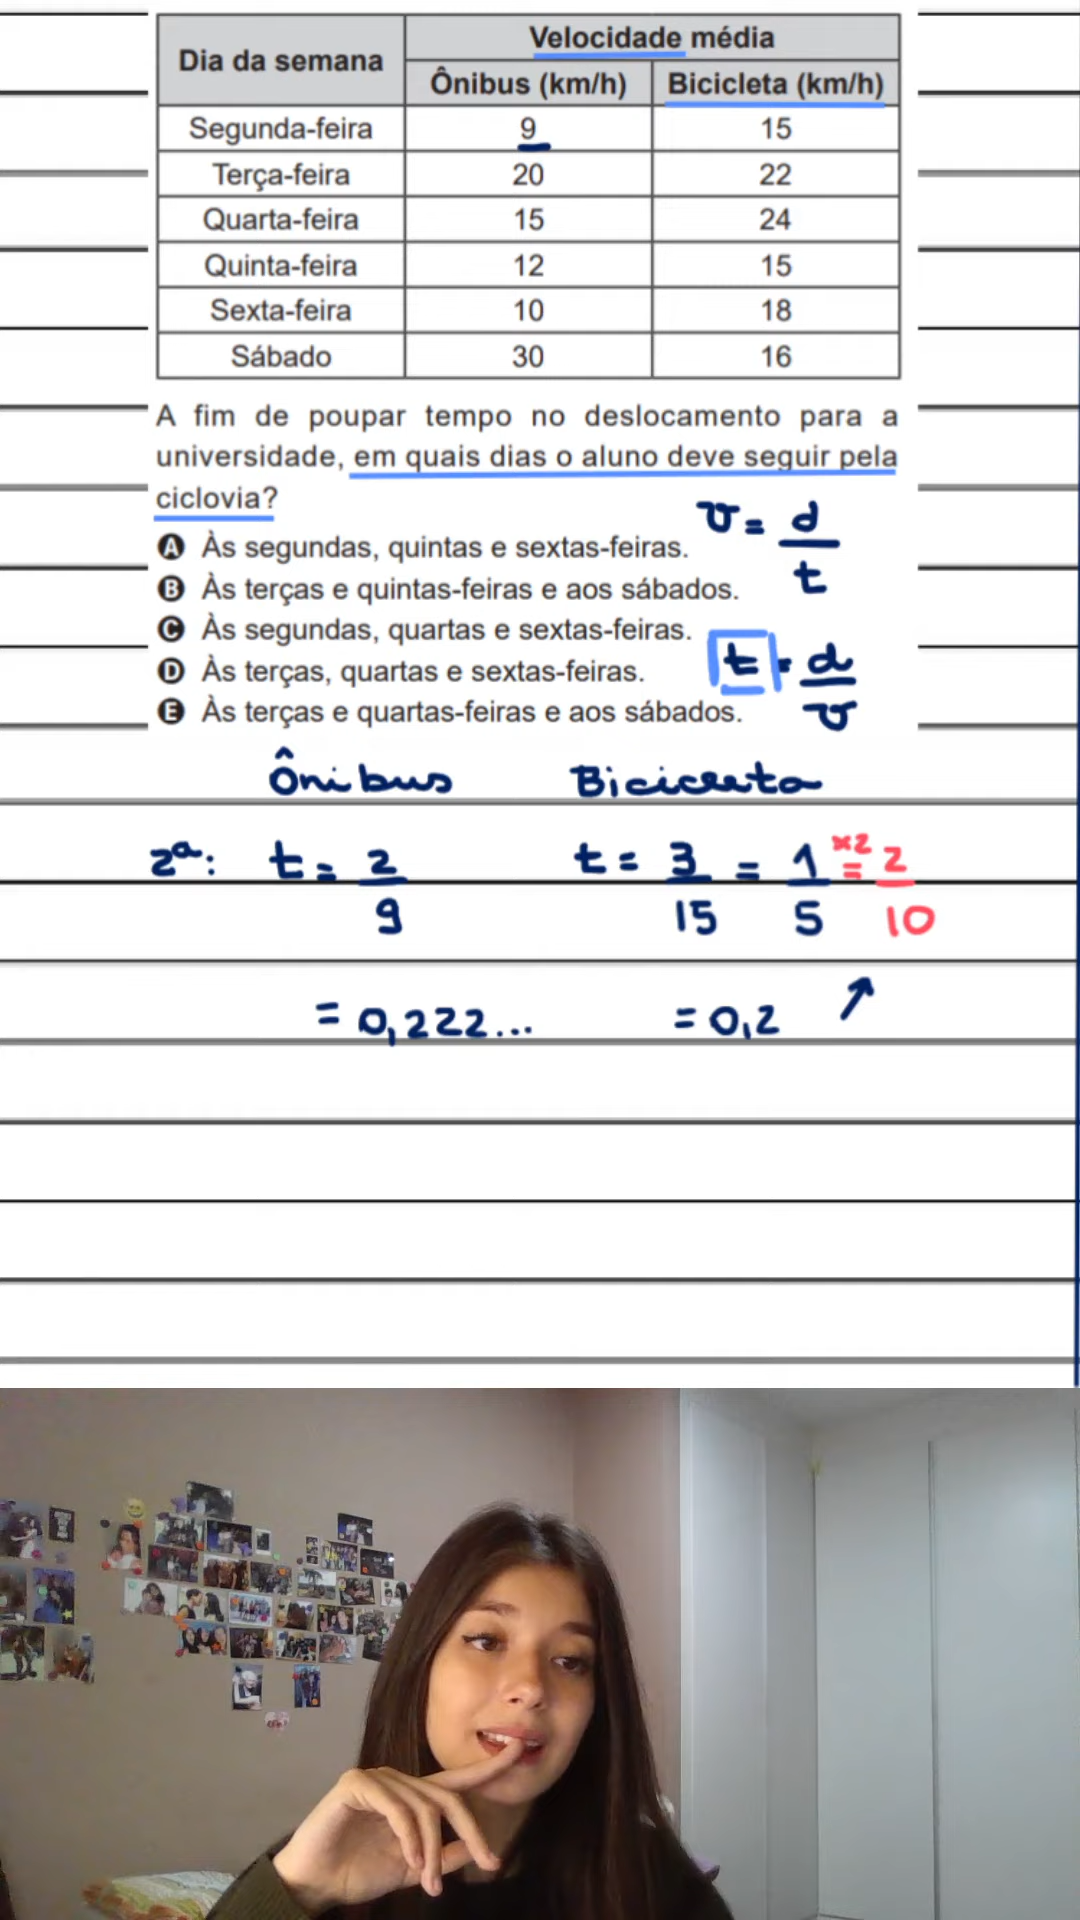 Dia da semana
Velocidade média
Ônibus (km/h) Bicicleta (km/h)
Segunda-feira 9 15
Terça-feira 20 22
Quarta-feira 15 24
Quinta-feira 12 15
Sexta-feira 10 18
Sábado 30 16
A fim de poupar tempo no deslocamento para a
universidade, em quais dias o aluno deve seguir pela
ciclovia?
A Às segundas, quintas e sextas-feiras.
B Às terças e quintas-feiras e aos sábados.
C Às segundas, quartas e sextas-feiras.
D Às terças, quartas e sextas-feiras.
E Às terças e quartas-feiras e aos sábados.
v = d/t
t = d/v
Ônibus Bicicleta
2ª: t = 2/9 t = 3/15 = 1/5 x2 = 2/10
= 0,222... = 0,2